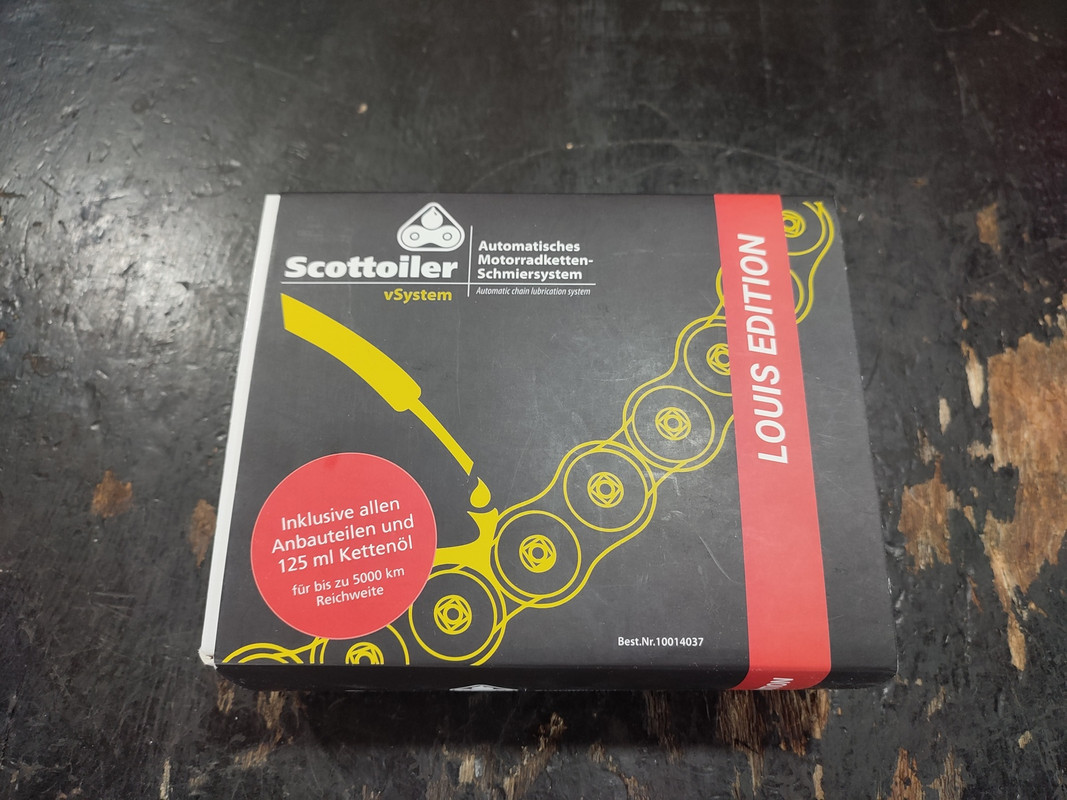 Scottoiler
vSystem
Automatisches
Motorradketten-
Schmiersystem
Automatic chain lubrication system
LOUIS EDITION
Inklusive allen
Anbauteilen und
125 ml Kettenöl
für bis zu 5000 km
Reichweite
Best.Nr.10014037